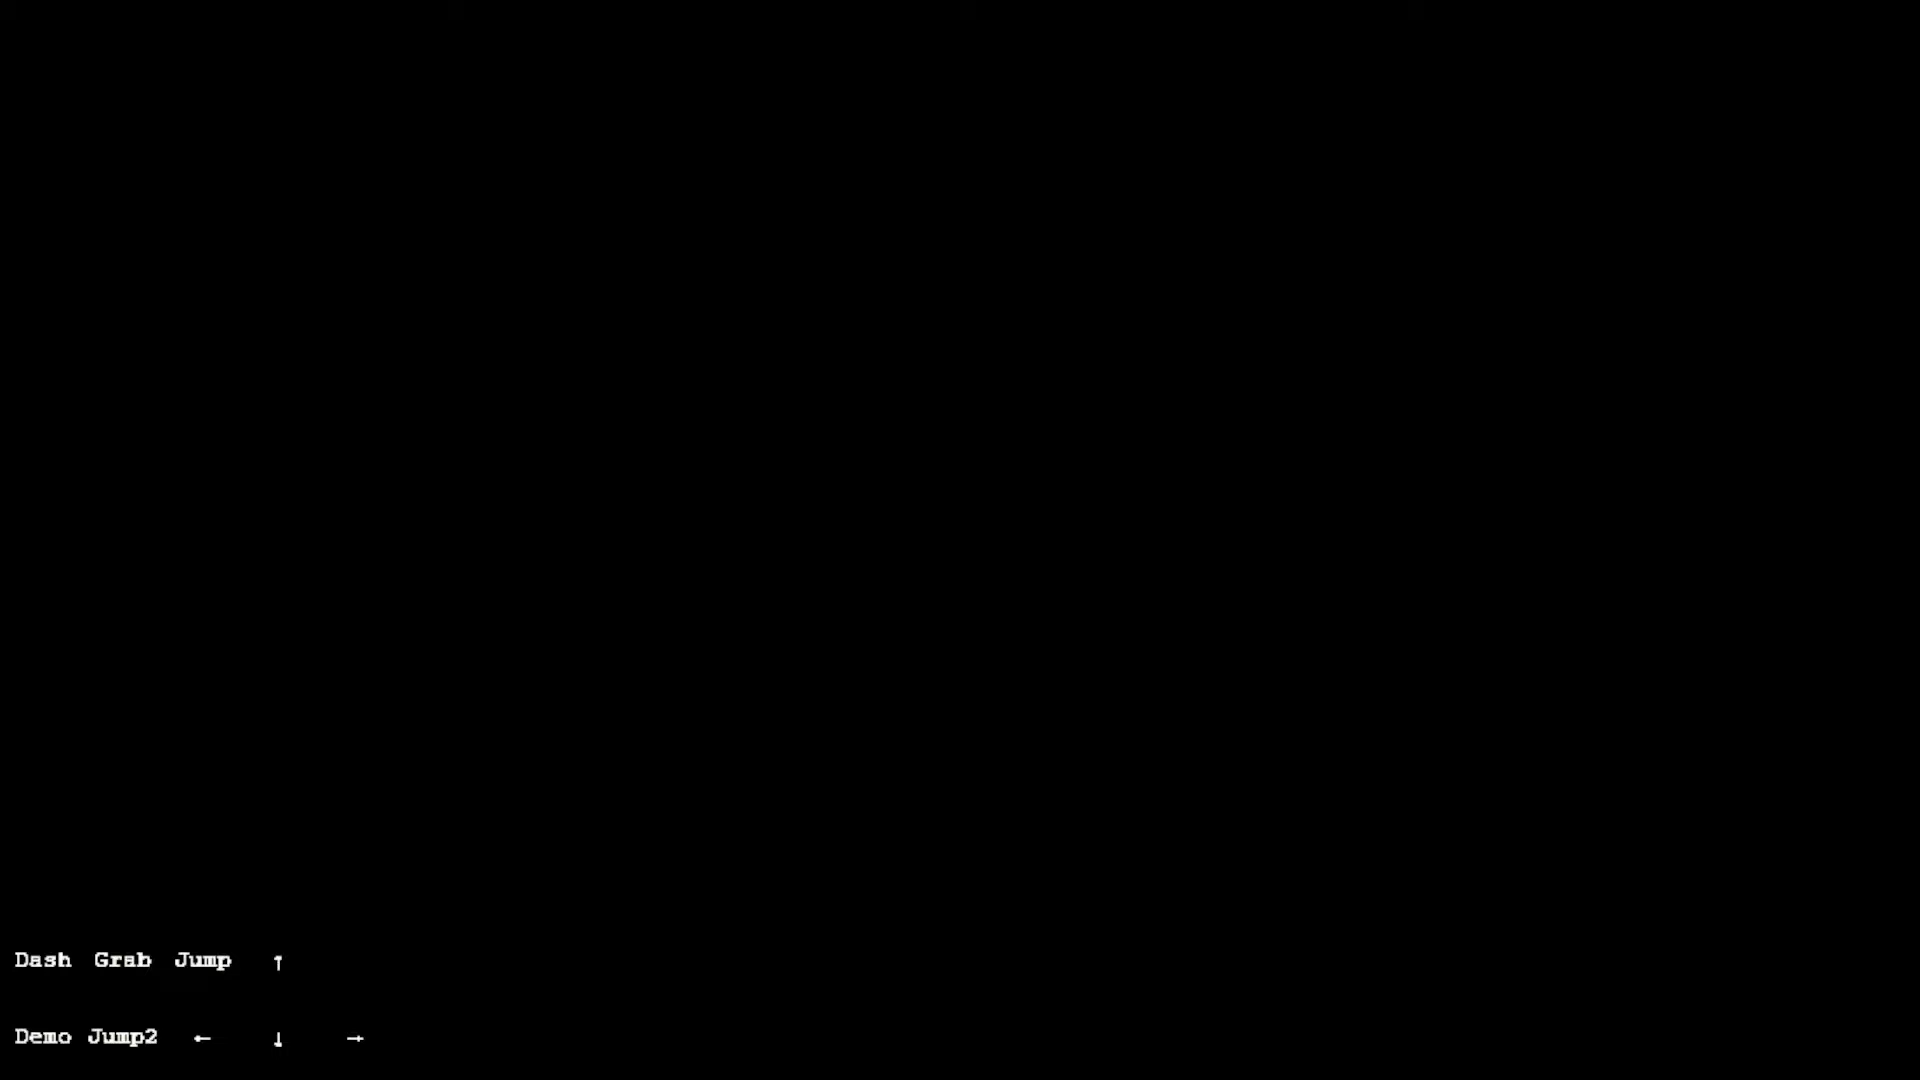 Dash Grab Jump ↑
Demo Jump2 ← ↓ →